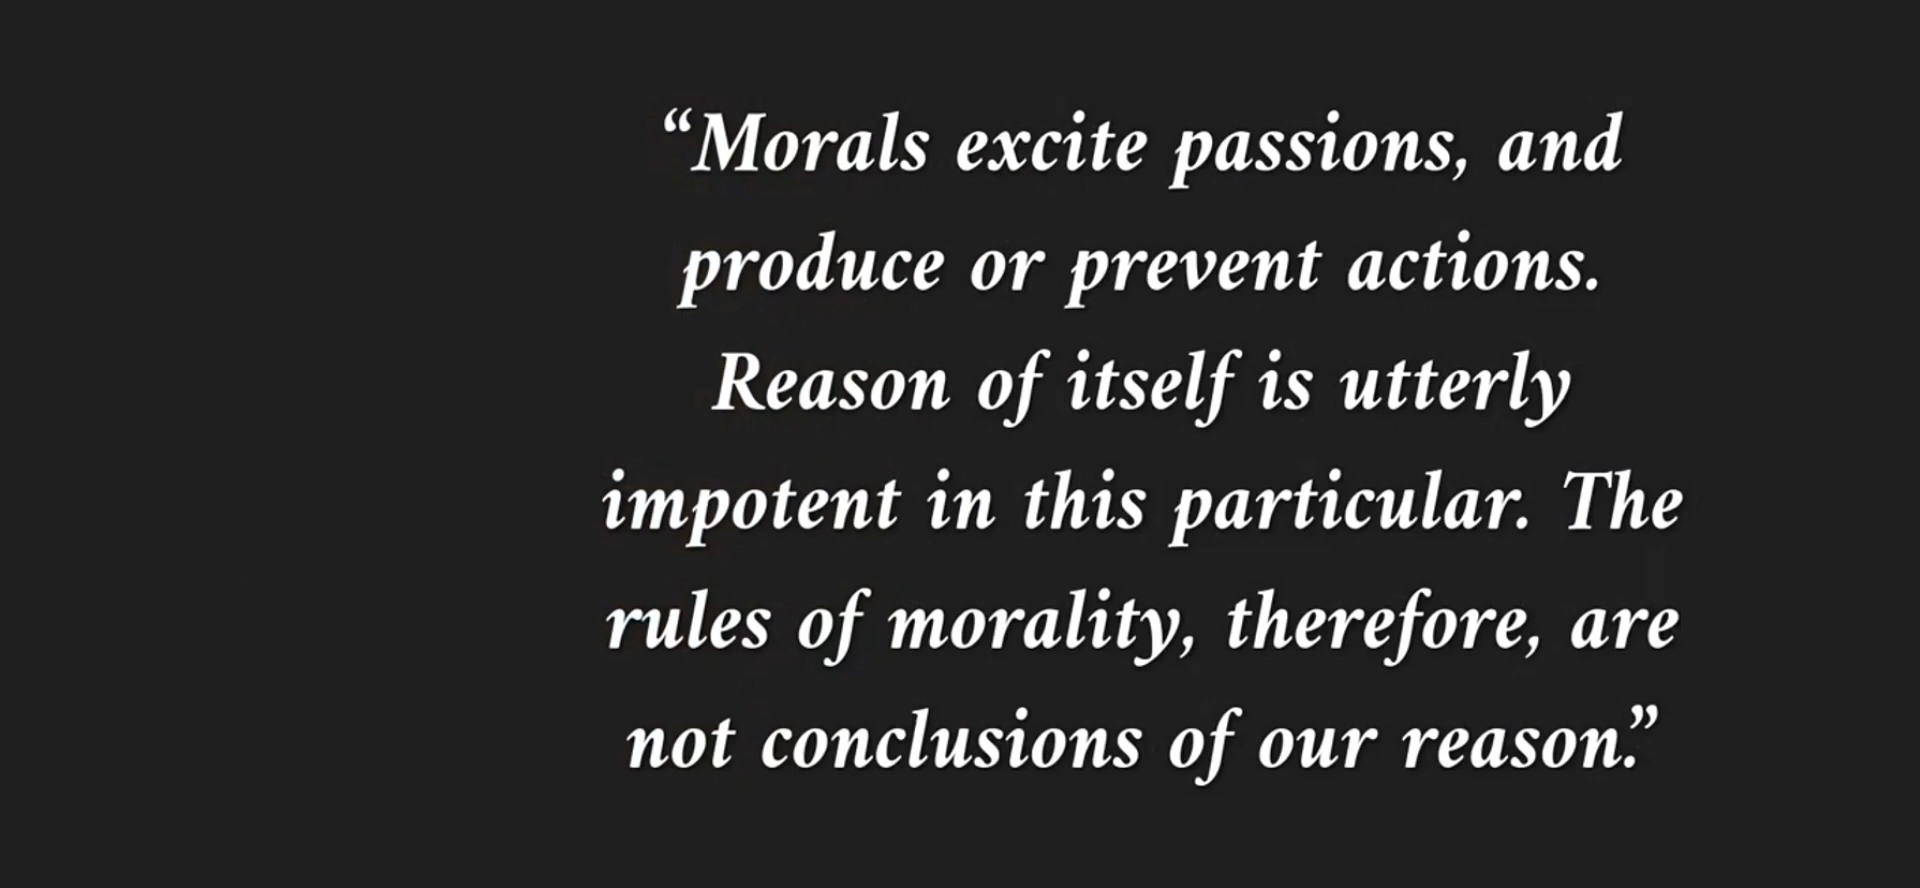 “Morals excite passions, and
produce or prevent actions.
Reason of itself is utterly
impotent in this particular. The
rules of morality, therefore, are
not conclusions of our reason.”